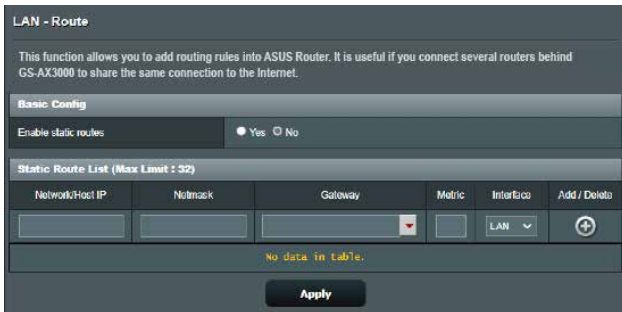 LAN - Route
This function allows you to add routing rules into ASUS Router. It is useful if you connect several routers behind
GS-AX3000 to share the same connection to the Internet.
Basic Config
Enable static routes Yes No
Static Route List (Max Limit : 32)
Network/Host IP Netmask Gateway Metric Interface Add / Delete
LAN
No data in table.
Apply